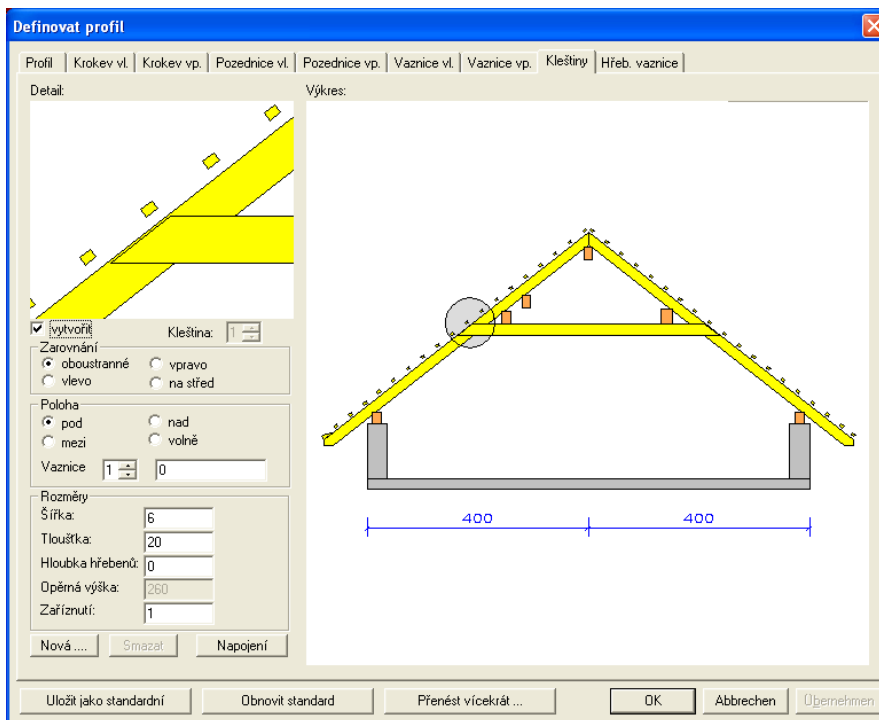 Definovat profil
Profil Krokev vl. Krokev vp. Pozednice vl. Pozednice vp. Vaznice vl. Vaznice vp. Kleštiny Hřeb. vaznice
Detail:
Výkres:
vytvořit Kleština: 1
Zarovnání
oboustranné vpravo
vlevo na střed
Poloha
pod nad
mezi volně
Vaznice 1 0
Rozměry
Šířka: 6
Tloušťka: 20
Hloubka hřebenů: 0
Opěrná výška: 260
Zaříznutí: 1
Nová .... Smazat Napojení
400 400
Uložit jako standardní Obnovit standard Přenést vícekrát ... OK Abbrechen Übernehmen